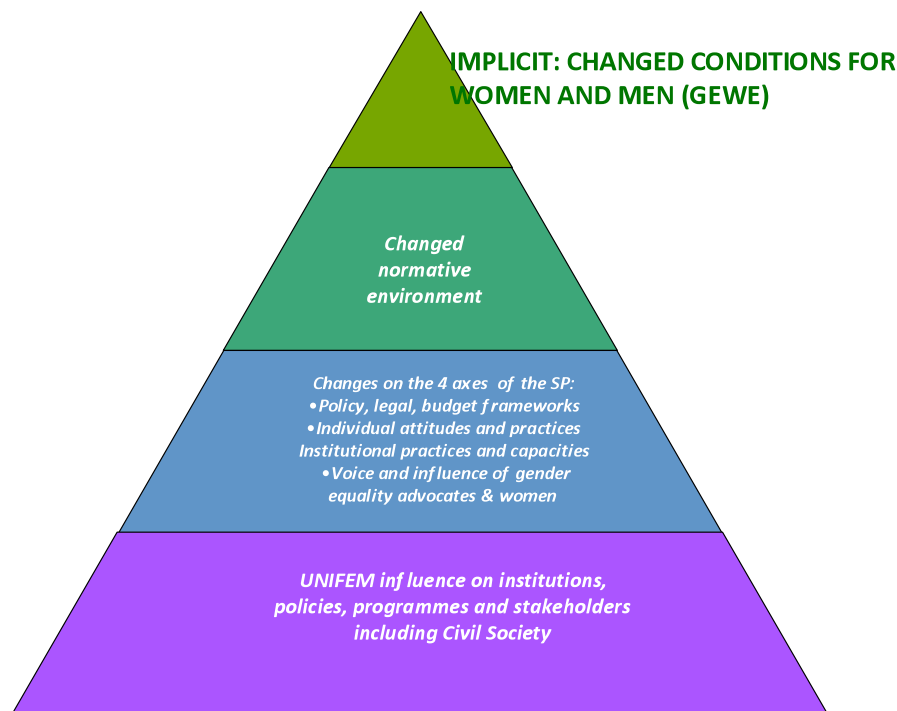 IMPLICIT: CHANGED CONDITIONS FOR
WOMEN AND MEN (GEWE)
Changed
normative
environment
Changes on the 4 axes of the SP:
•Policy, legal, budget frameworks
•Individual attitudes and practices
Institutional practices and capacities
•Voice and influence of gender
equality advocates & women
UNIFEM influence on institutions,
policies, programmes and stakeholders
including Civil Society